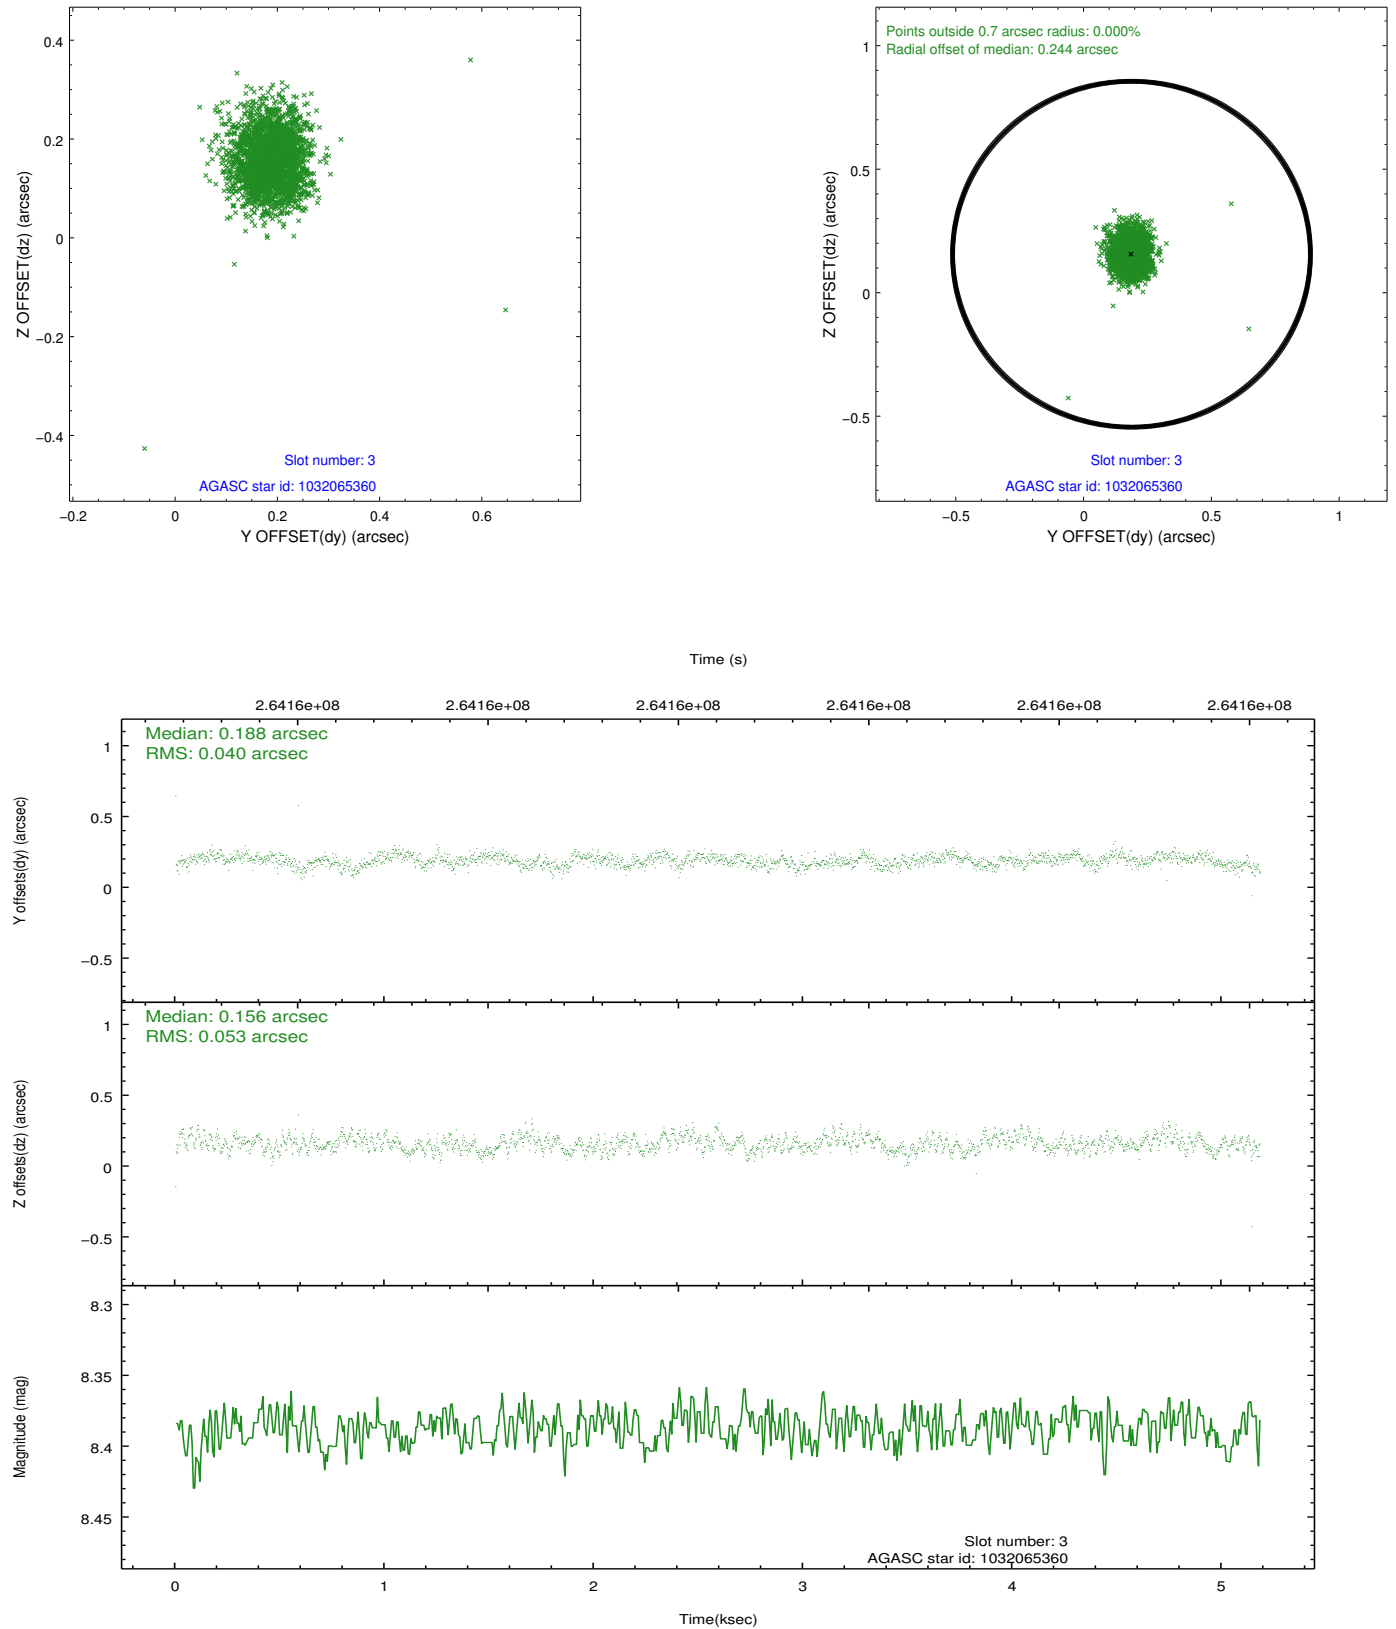 0.4
0.2
0
−0.2
−0.4
Z OFFSET(dz) (arcsec)
Slot number: 3
AGASC star id: 1032065360
−0.2
0
0.2
0.4
0.6
Y OFFSET(dy) (arcsec)
Points outside 0.7 arcsec radius: 0.000%
Radial offset of median: 0.244 arcsec
1
0.5
0
−0.5
Z OFFSET(dz) (arcsec)
Slot number: 3
AGASC star id: 1032065360
−0.5
0
0.5
1
Y OFFSET(dy) (arcsec)
Time (s)
2.6416e+08
2.6416e+08
2.6416e+08
2.6416e+08
2.6416e+08
2.6416e+08
Median: 0.188 arcsec
RMS: 0.040 arcsec
1
0.5
0
−0.5
Y offsets(dy) (arcsec)
Median: 0.156 arcsec
RMS: 0.053 arcsec
1
0.5
0
−0.5
Z offsets(dz) (arcsec)
8.3
8.35
8.4
8.45
Magnitude (mag)
Slot number: 3
AGASC star id: 1032065360
0
1
2
3
4
5
Time(ksec)